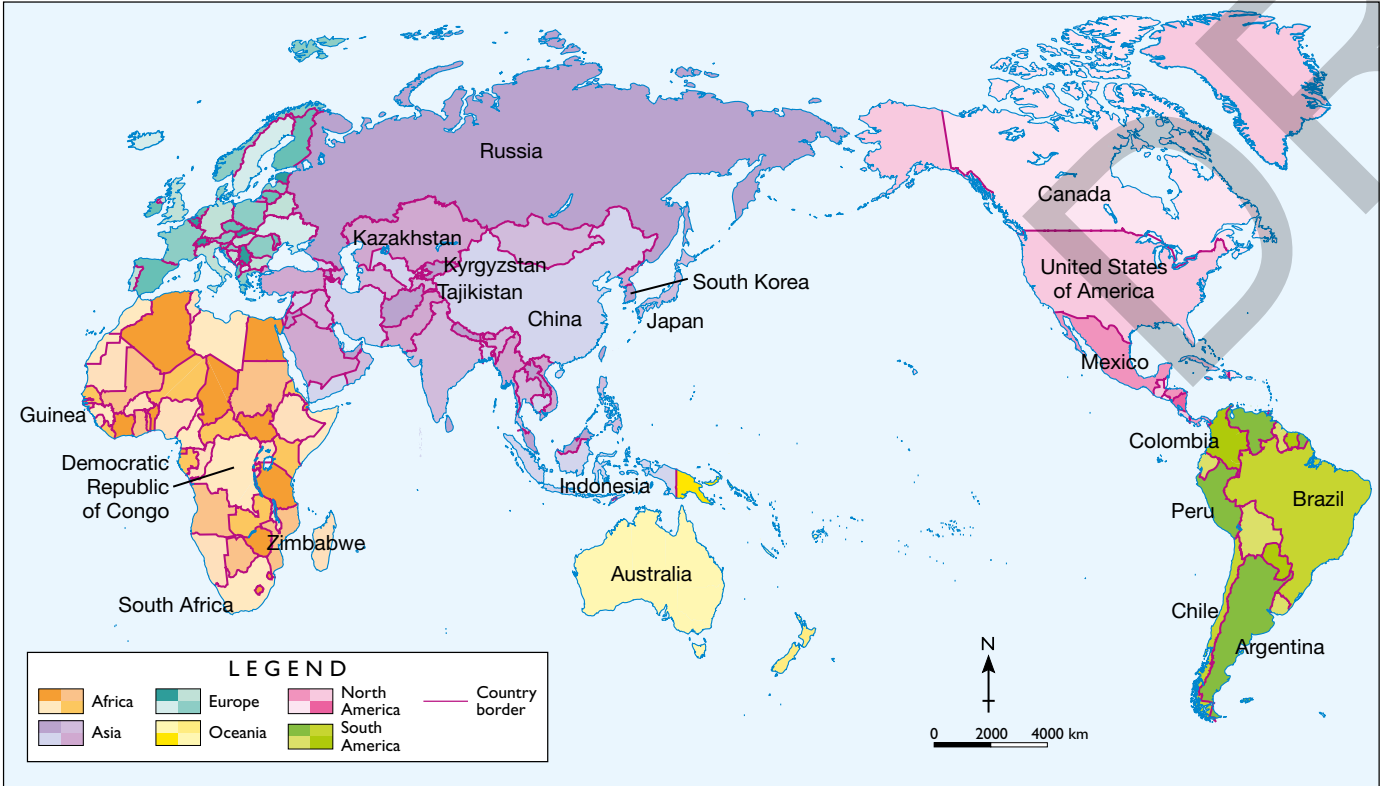 Russia
Canada
Kazakhstan
Kyrgyzstan
Tajikistan
China
South Korea
Japan
United States
of America
Mexico
Guinea
Democratic
Republic
of Congo
Zimbabwe
South Africa
Indonesia
Australia
Colombia
Peru
Brazil
Chile
Argentina
N
0 2000 4000 km
LEGEND
Africa
Asia
Europe
Oceania
North
America
South
America
Country
border